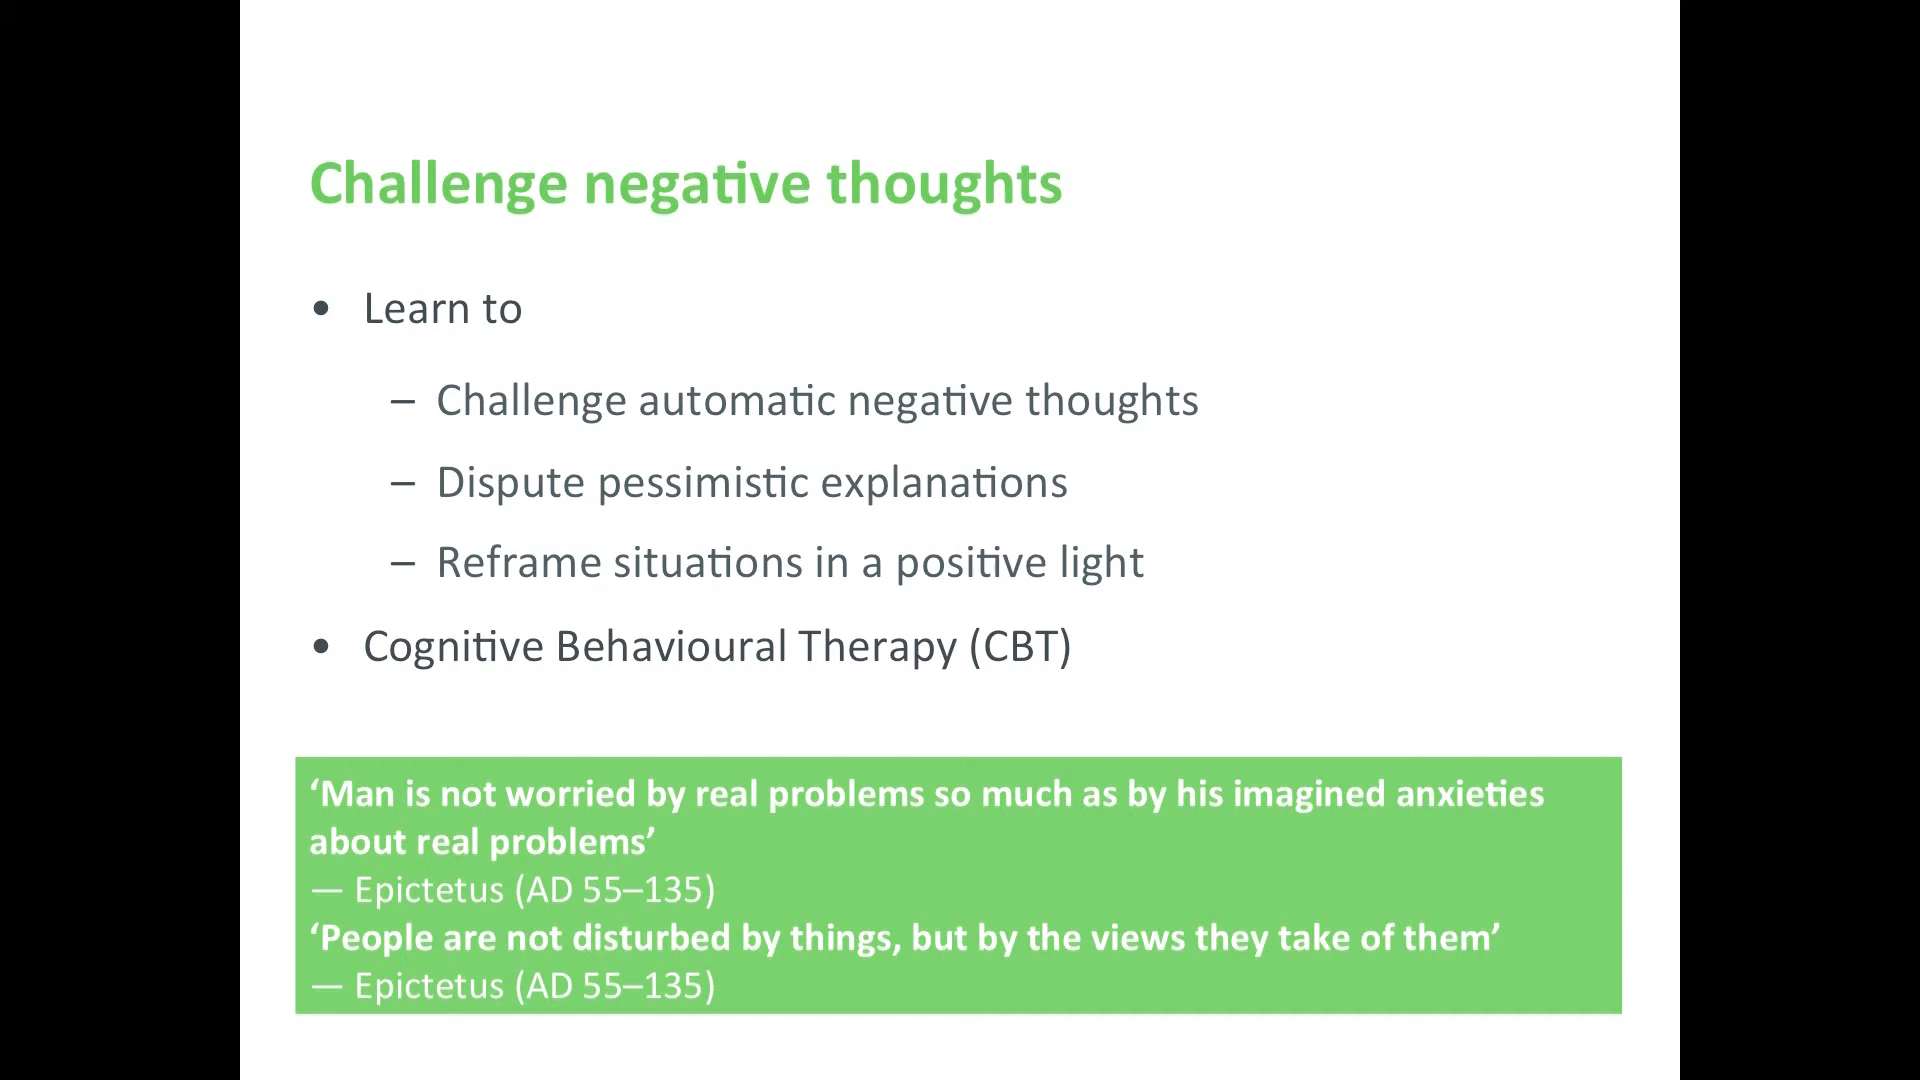 Challenge negative thoughts
• Learn to
– Challenge automatic negative thoughts
– Dispute pessimistic explanations
– Reframe situations in a positive light
• Cognitive Behavioural Therapy (CBT)
‘Man is not worried by real problems so much as by his imagined anxieties
about real problems’
— Epictetus (AD 55–135)
‘People are not disturbed by things, but by the views they take of them’
— Epictetus (AD 55–135)